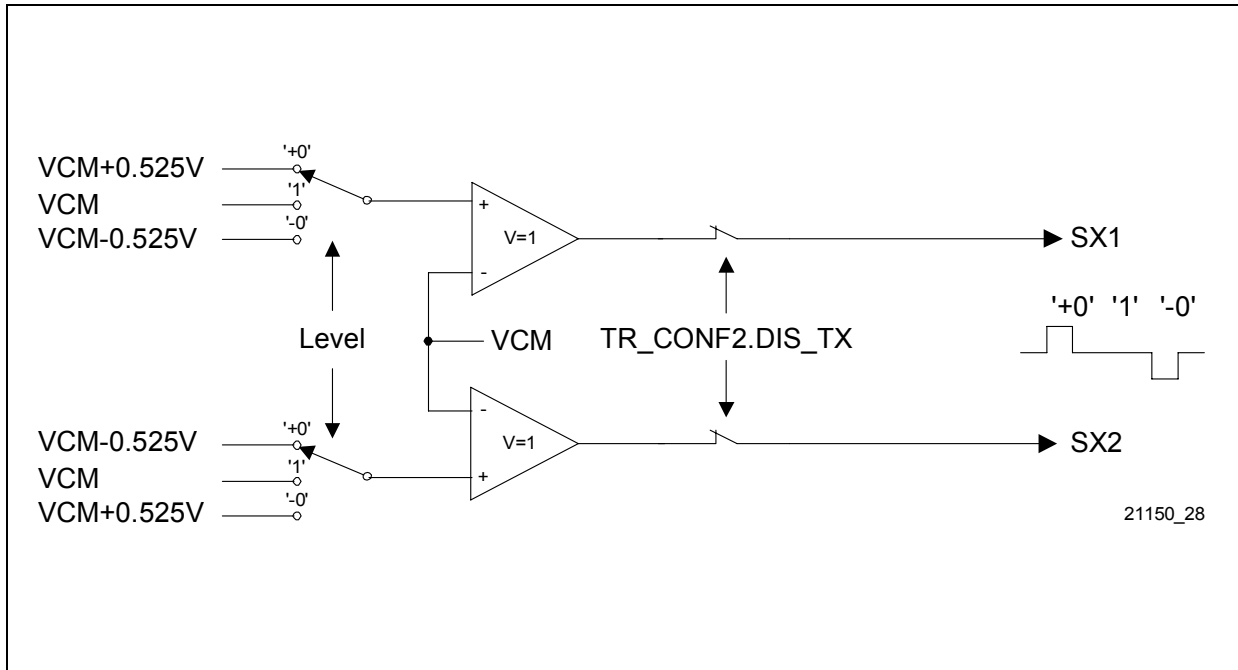 '+0'
VCM+0.525V
'1'
VCM
'-0'
VCM-0.525V
+
V=1
-
SX1
'+0' '1' '-0'
Level
VCM
TR_CONF2.DIS_TX
'+0'
VCM-0.525V
'1'
VCM
'-0'
VCM+0.525V
-
V=1
+
SX2
21150_28